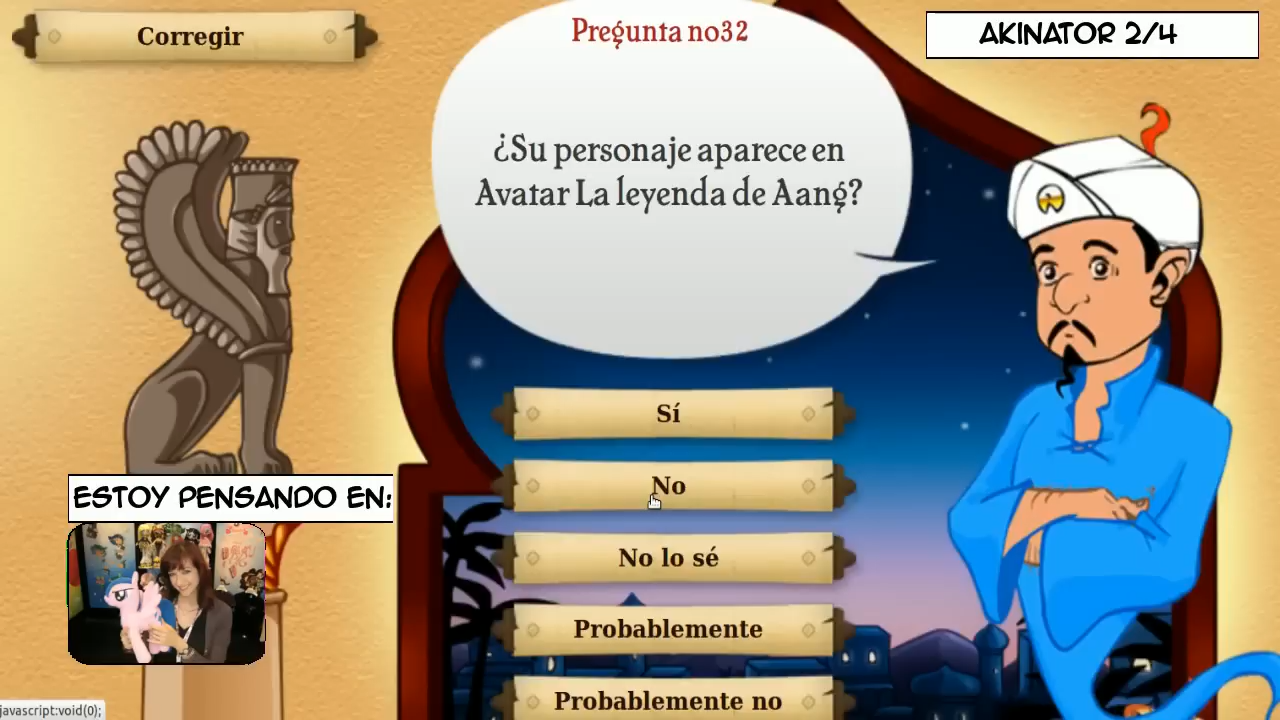 Corregir
Pregunta no32
AKINATOR 2/4
¿Su personaje aparece en
Avatar La leyenda de Aang?
Sí
No
ESTOY PENSANDO EN:
No lo sé
Probablemente
Probablemente no
javascript:void(0);